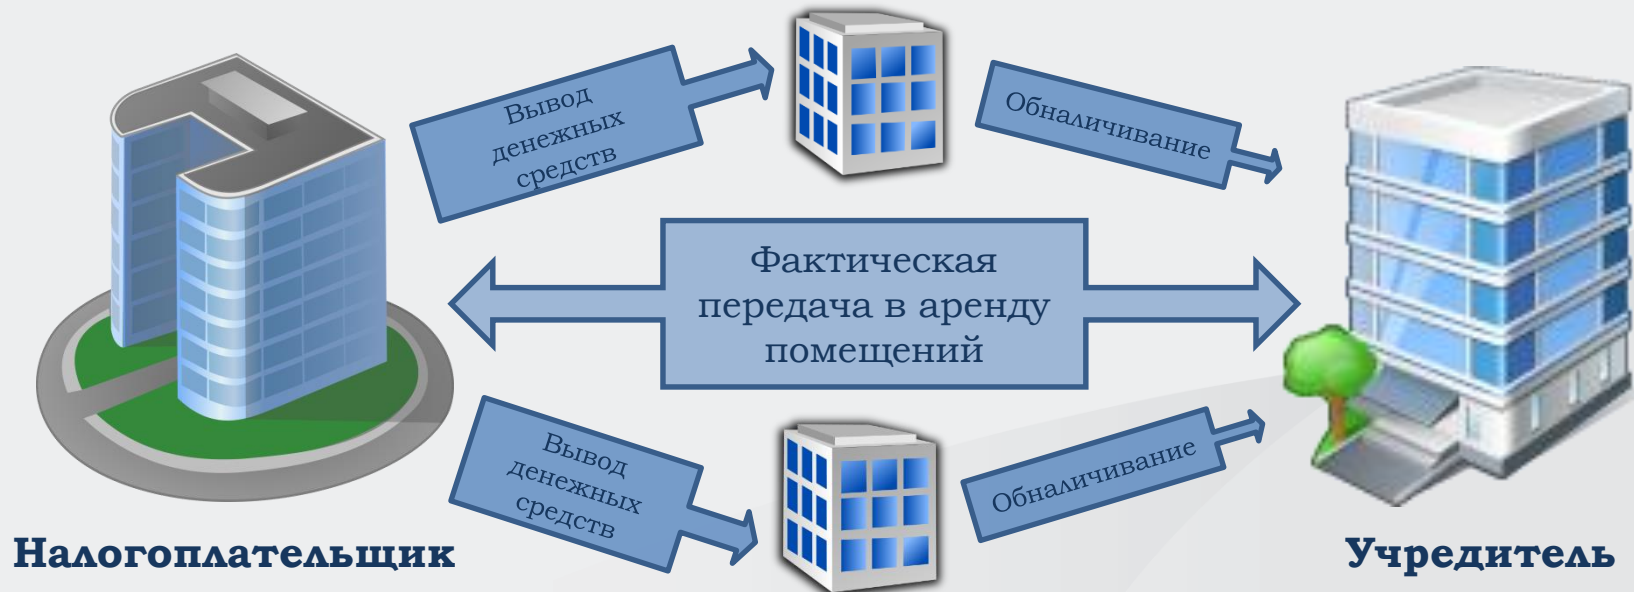 Вывод
денежных
средств
Обналичивание
Фактическая
передача в аренду
помещений
Вывод
денежных
средств
Обналичивание
Налогоплательщик
Учредитель